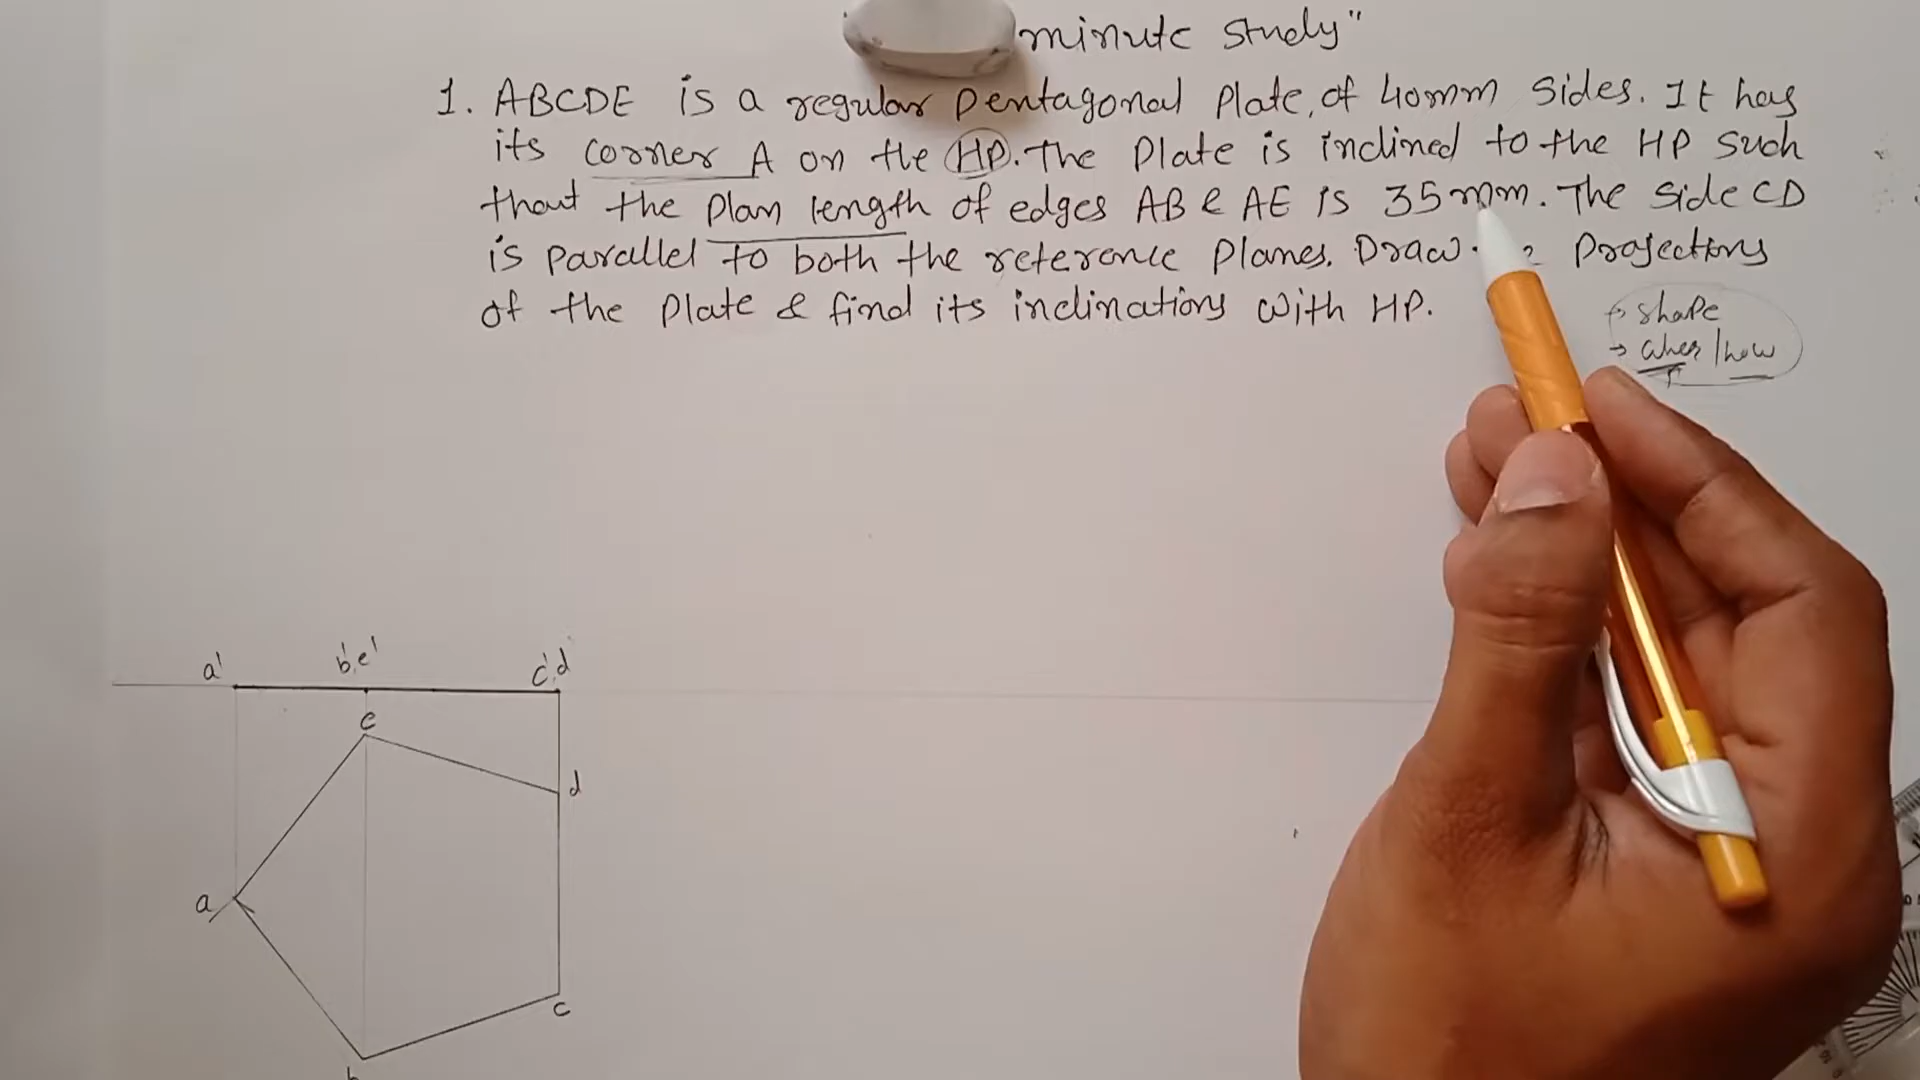 minute study"
1. ABCDE is a regular Pentagonal Plate, of 40mm Sides. It has
its corner A on the HP. The Plate is inclined to the HP such
that the plan length of edges AB & AE is 35mm. The side CD
is parallel to both the reference Planes. Draw Projections
of the Plate & find its inclinations with HP.
→ shape
→ when / how
a' b',e' c',d'
e
d
a
c
b